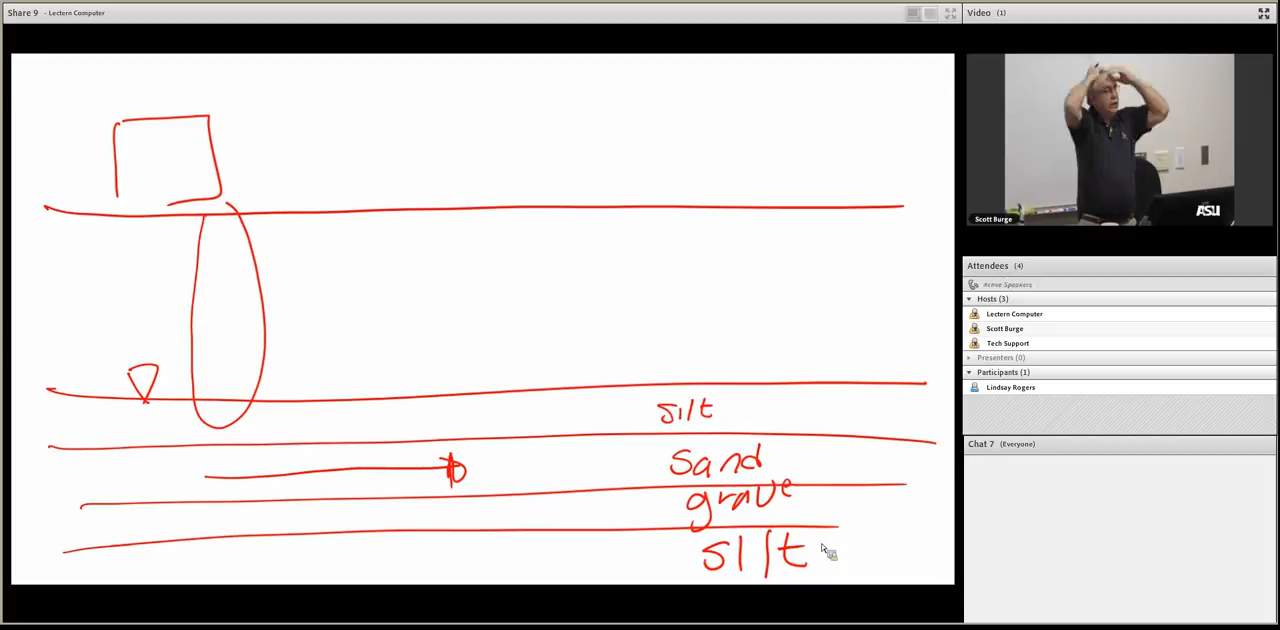 Share 9 - Lectern Computer
Video (1)
ASU
Scott Burge
Attendees (4)
Active Speakers
Hosts (3)
Lectern Computer
Scott Burge
Tech Support
Presenters (0)
Participants (1)
Lindsay Rogers
Chat 7 (Everyone)
silt
Sand
grave
silt